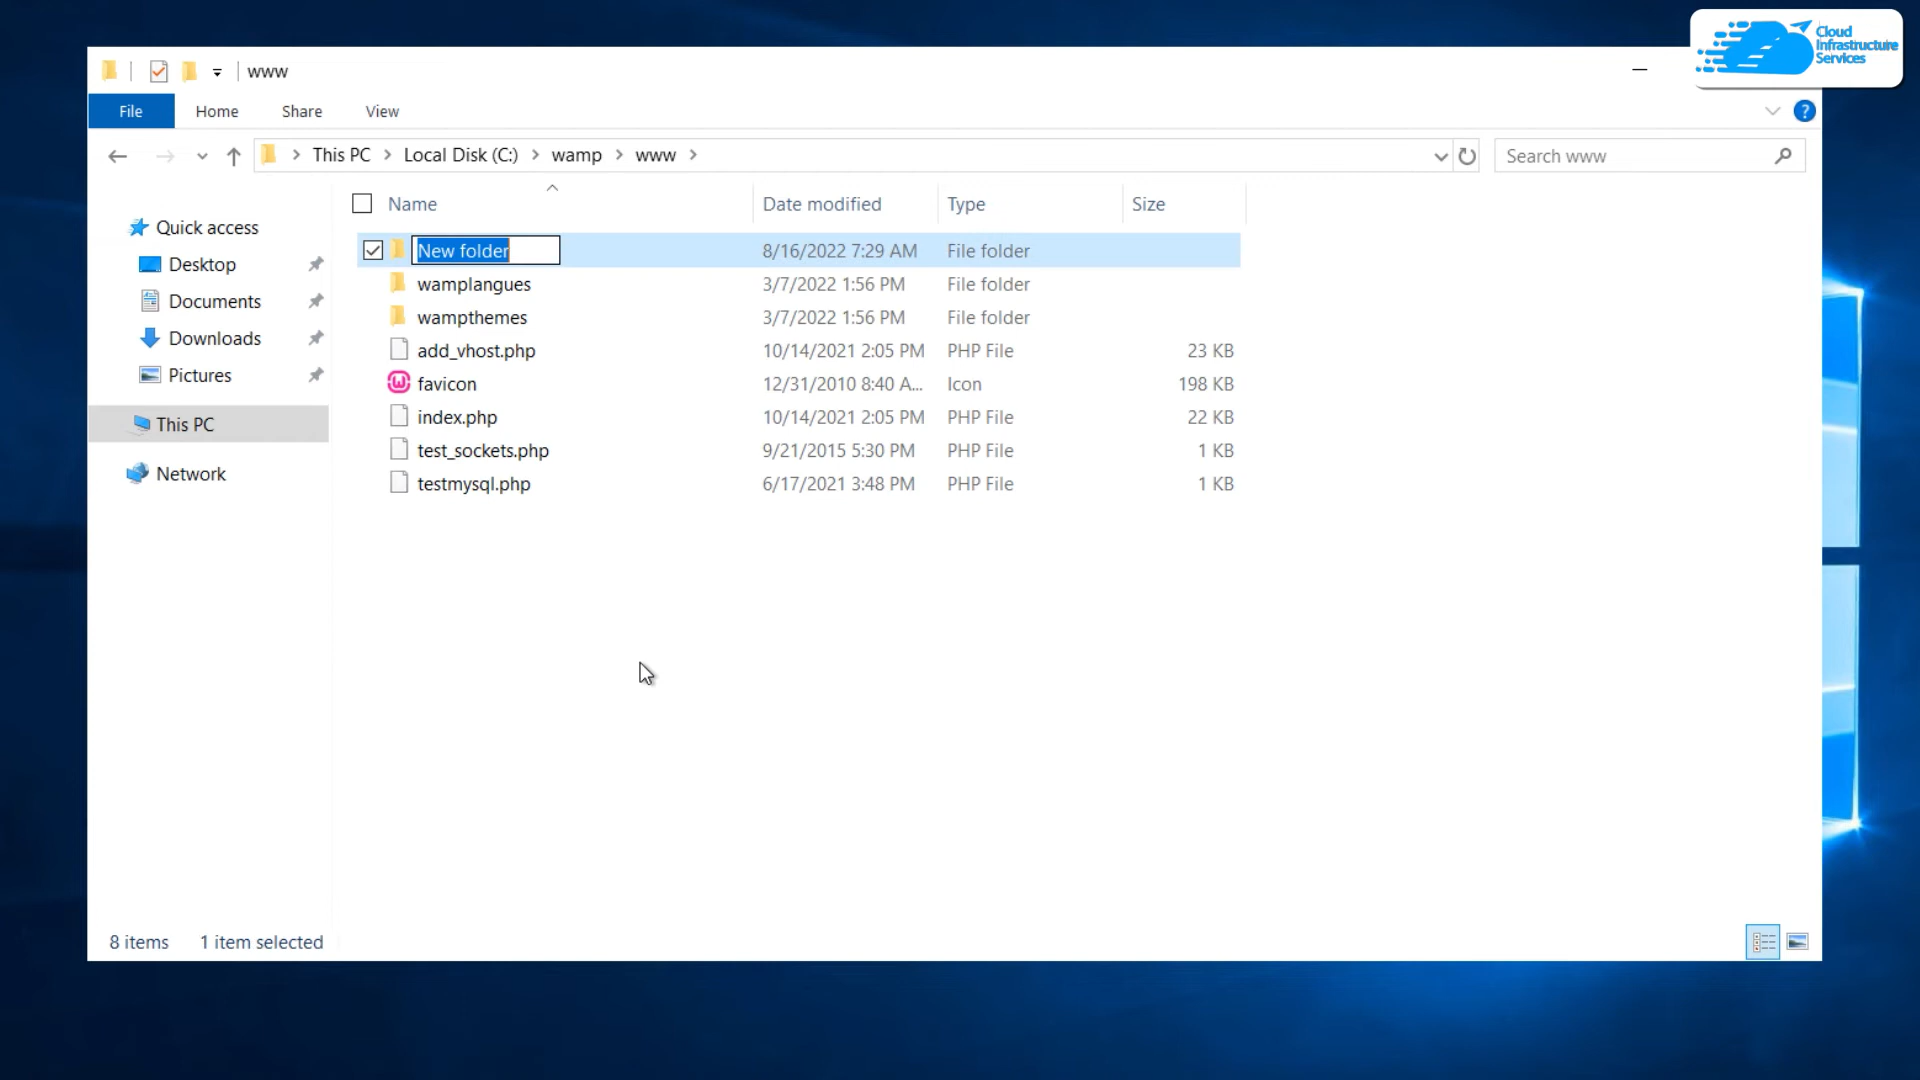 Cloud
Infrastructure
Services
www
File Home Share View
?
This PC Local Disk (C:) wamp www
Search www
Name Date modified Type Size
Quick access
Desktop
Documents
Downloads
Pictures
This PC
Network
New folder 8/16/2022 7:29 AM File folder
wamplangues 3/7/2022 1:56 PM File folder
wampthemes 3/7/2022 1:56 PM File folder
add_vhost.php 10/14/2021 2:05 PM PHP File 23 KB
favicon 12/31/2010 8:40 A... Icon 198 KB
index.php 10/14/2021 2:05 PM PHP File 22 KB
test_sockets.php 9/21/2015 5:30 PM PHP File 1 KB
testmysql.php 6/17/2021 3:48 PM PHP File 1 KB
8 items 1 item selected